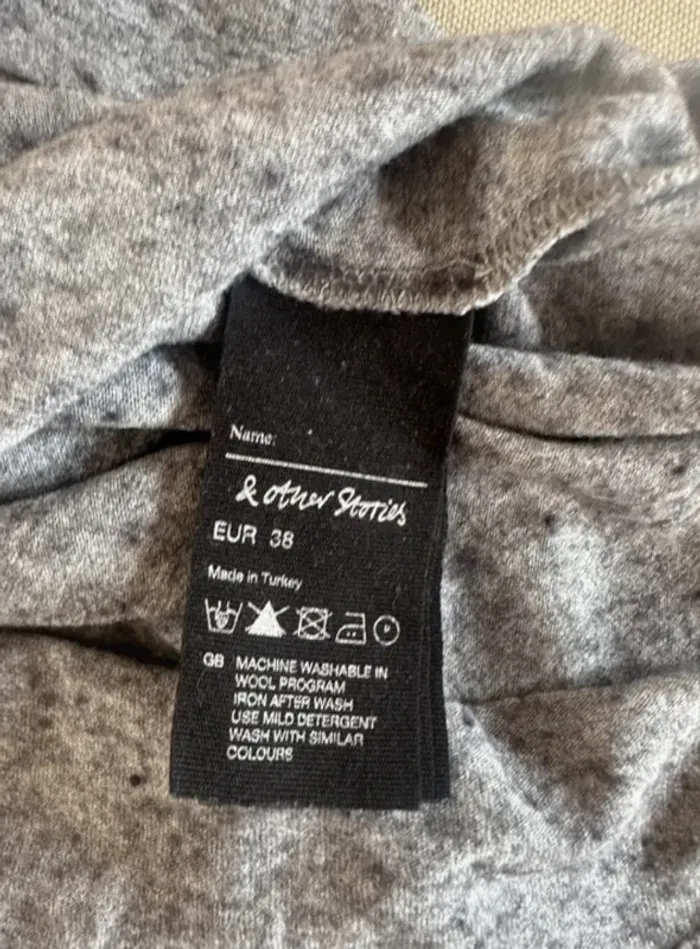 Name:
& other Stories
EUR 38
Made in Turkey
GB MACHINE WASHABLE IN
WOOL PROGRAM
IRON AFTER WASH
USE MILD DETERGENT
WASH WITH SIMILAR
COLOURS